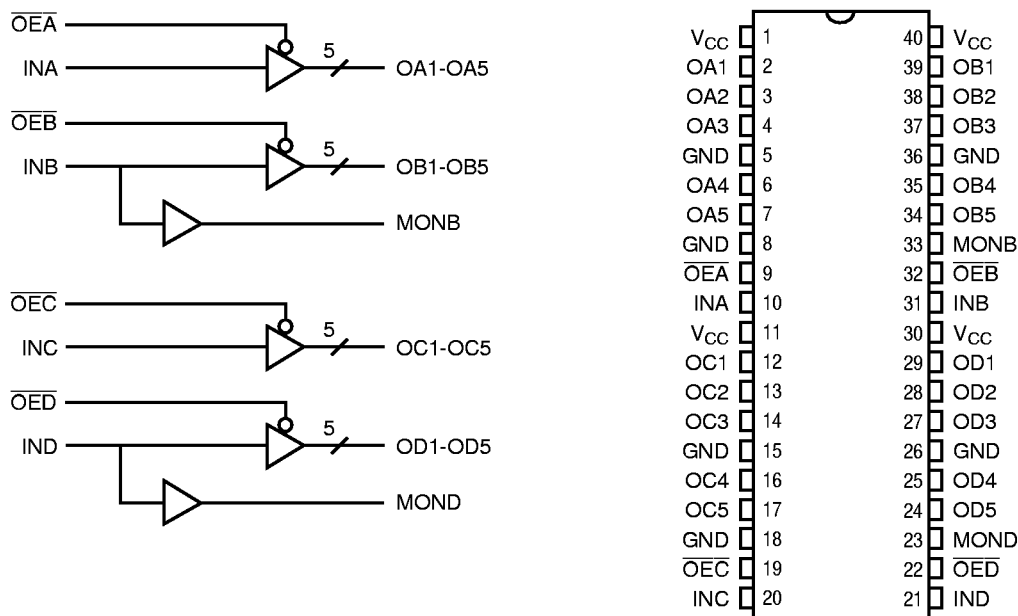 OEA
INA
5
OA1-OA5
OEB
INB
5
OB1-OB5
MONB
OEC
INC
5
OC1-OC5
OED
IND
5
OD1-OD5
MOND
VCC 1 40 VCC
OA1 2 39 OB1
OA2 3 38 OB2
OA3 4 37 OB3
GND 5 36 GND
OA4 6 35 OB4
OA5 7 34 OB5
GND 8 33 MONB
OEA 9 32 OEB
INA 10 31 INB
VCC 11 30 VCC
OC1 12 29 OD1
OC2 13 28 OD2
OC3 14 27 OD3
GND 15 26 GND
OC4 16 25 OD4
OC5 17 24 OD5
GND 18 23 MOND
OEC 19 22 OED
INC 20 21 IND